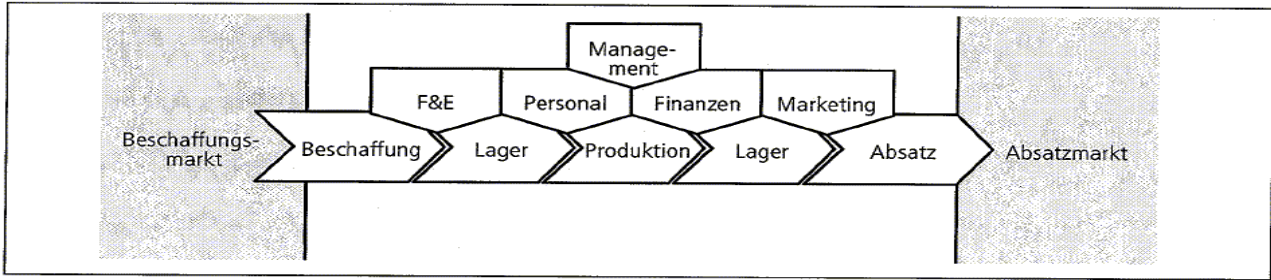 Manage-
ment
F&E
Personal
Finanzen
Marketing
Beschaffungs-
markt
Beschaffung
Lager
Produktion
Lager
Absatz
Absatzmarkt